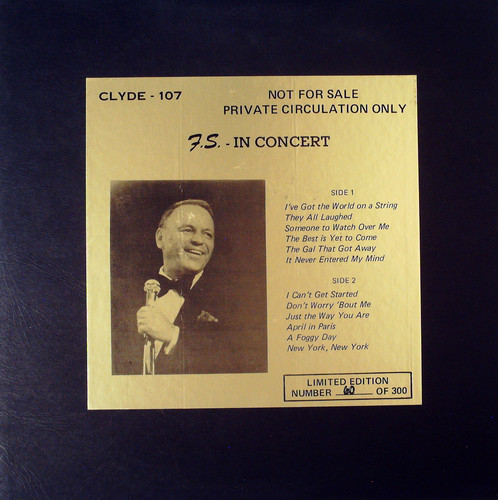 CLYDE - 107
NOT FOR SALE
PRIVATE CIRCULATION ONLY
F.S. - IN CONCERT
SIDE 1
I've Got the World on a String
They All Laughed
Someone to Watch Over Me
The Best is Yet to Come
The Gal That Got Away
It Never Entered My Mind
SIDE 2
I Can't Get Started
Don't Worry 'Bout Me
Just the Way You Are
April in Paris
A Foggy Day
New York, New York
LIMITED EDITION
NUMBER 60 OF 300